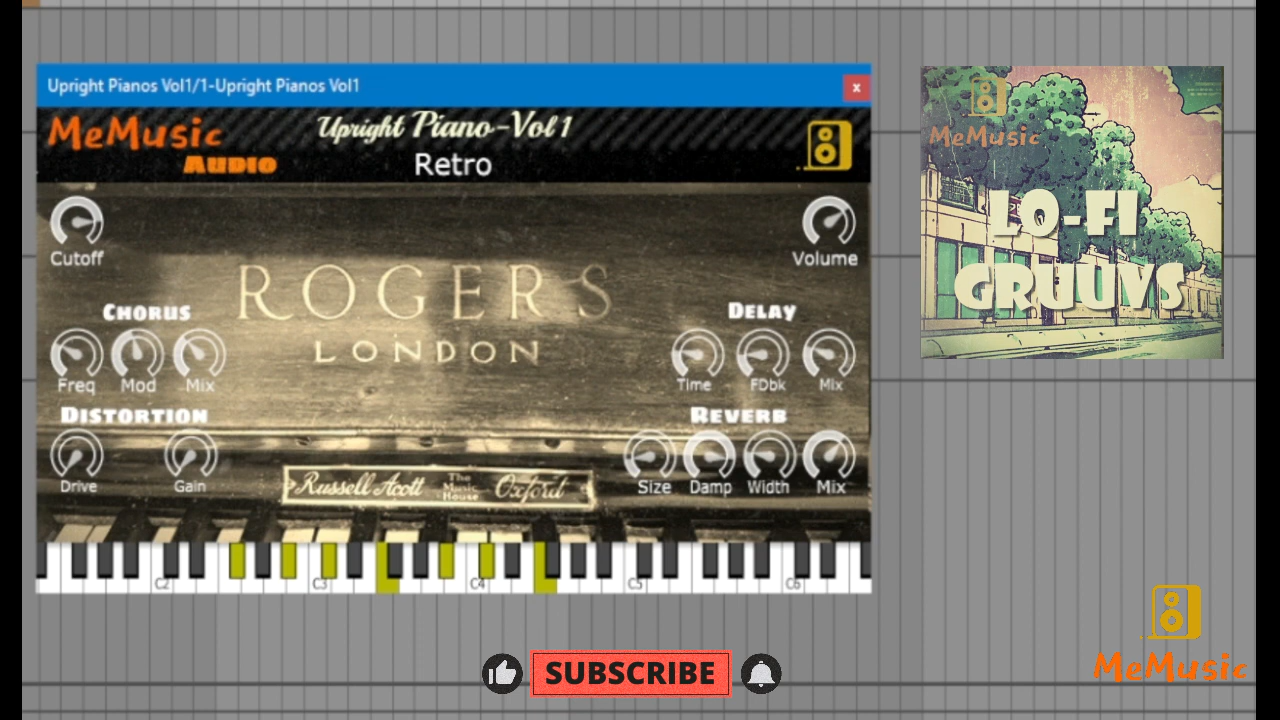 Upright Pianos Vol1/1-Upright Pianos Vol1
x
MeMusic
Audio
Upright Piano-Vol 1
Retro
Cutoff
Volume
ROGERS
LONDON
Chorus
Freq Mod Mix
Delay
Time FDbk Mix
Distortion
Drive Gain
Reverb
Size Damp Width Mix
Russell Acott The Music House Oxford
C2 C3 C4 C5 C6
MeMusic
LO-FI
GRUUVS
SUBSCRIBE
MeMusic